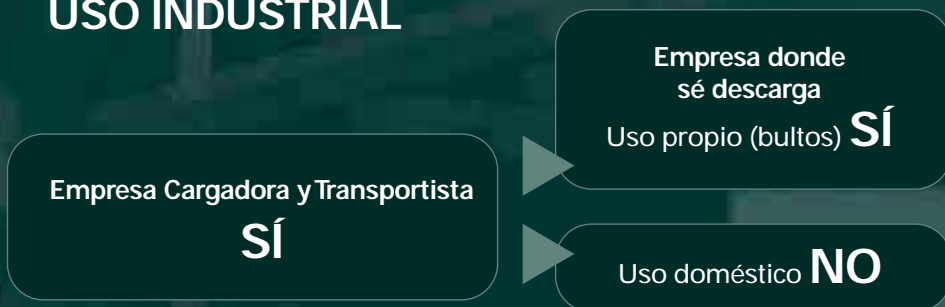 USO INDUSTRIAL
Empresa donde
sé descarga
Uso propio (bultos) SÍ
Empresa Cargadora y Transportista
SÍ
Uso doméstico NO